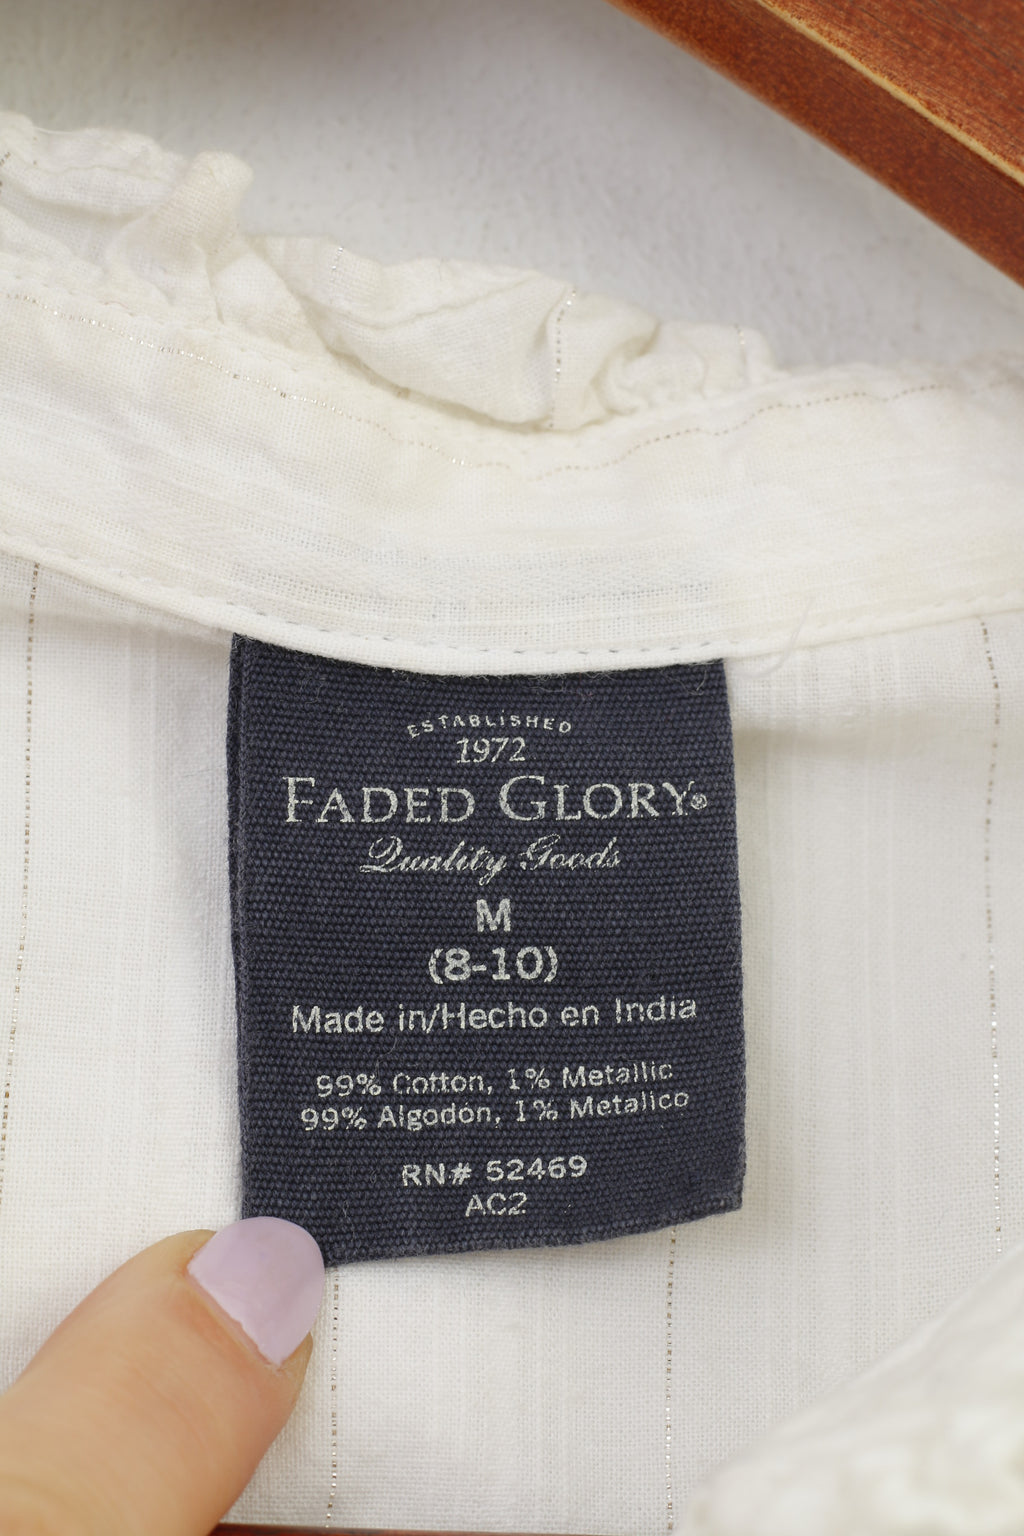 ESTABLISHED
1972
FADED GLORY®
Quality Goods
M
(8-10)
Made in/Hecho en India
99% Cotton, 1% Metallic
99% Algodón, 1% Metalico
RN# 52469
AC2